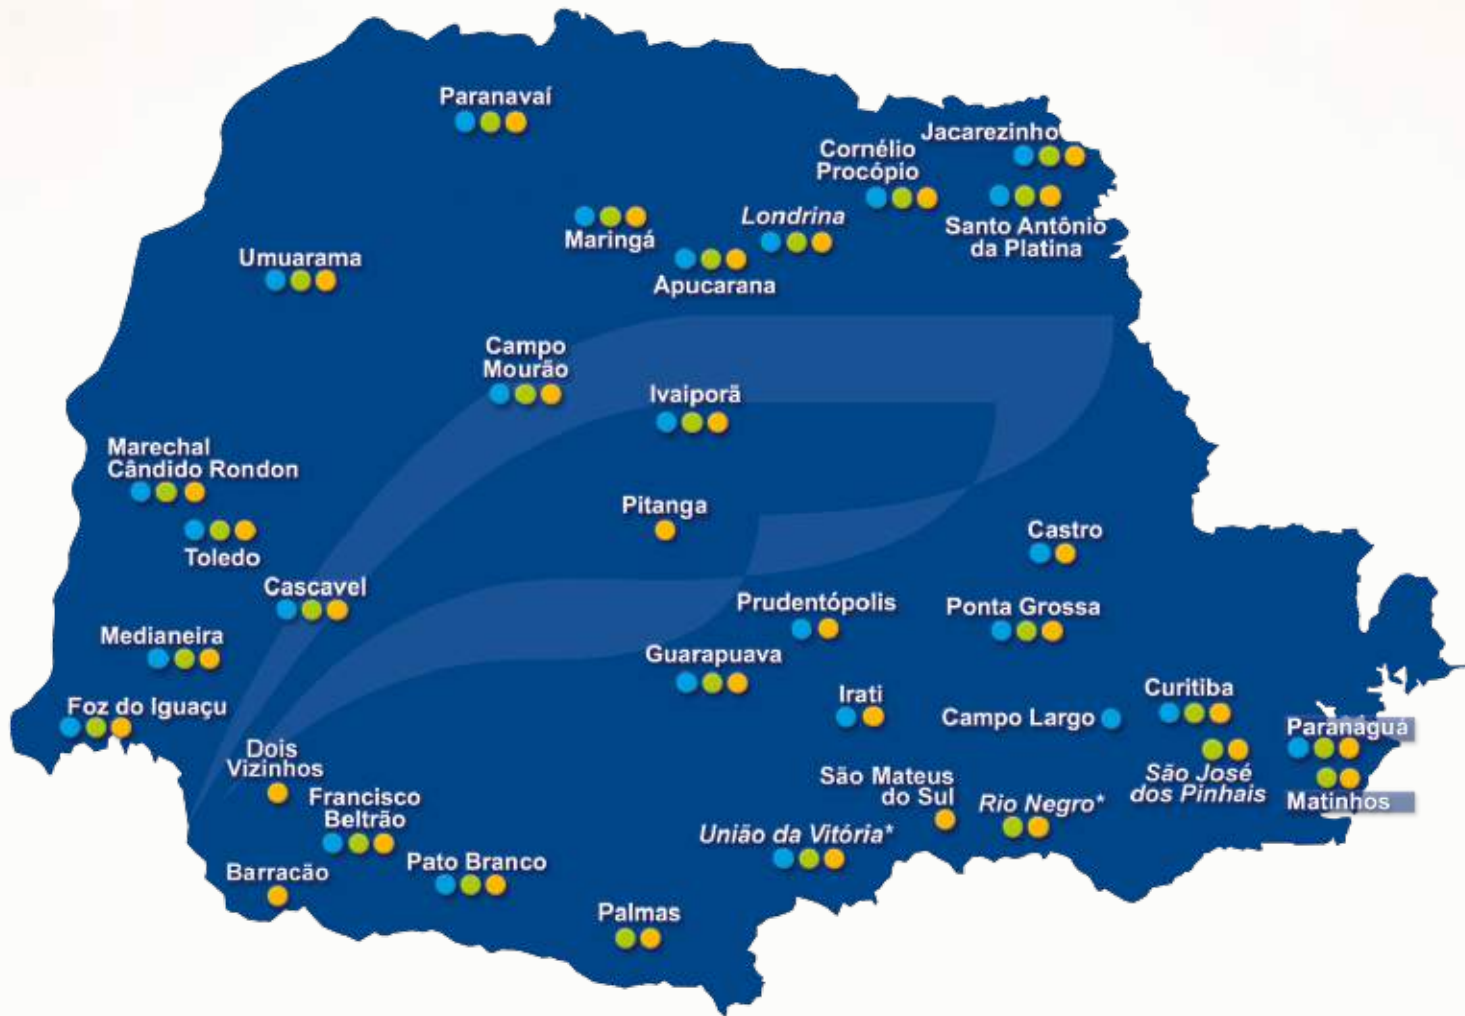 Paranavaí
Jacarezinho
Cornélio
Procópio
Londrina
Santo Antônio
da Platina
Maringá
Umuarama
Apucarana
Campo
Mourão
Ivaiporã
Marechal
Cândido Rondon
Pitanga
Castro
Toledo
Cascavel
Prudentópolis
Ponta Grossa
Medianeira
Guarapuava
Curitiba
Irati
Foz do Iguaçu
Campo Largo
Paranaguá
Dois
Vizinhos
São José
dos Pinhais
São Mateus
do Sul
Rio Negro*
Matinhos
Francisco
Beltrão
União da Vitória*
Pato Branco
Barracão
Palmas